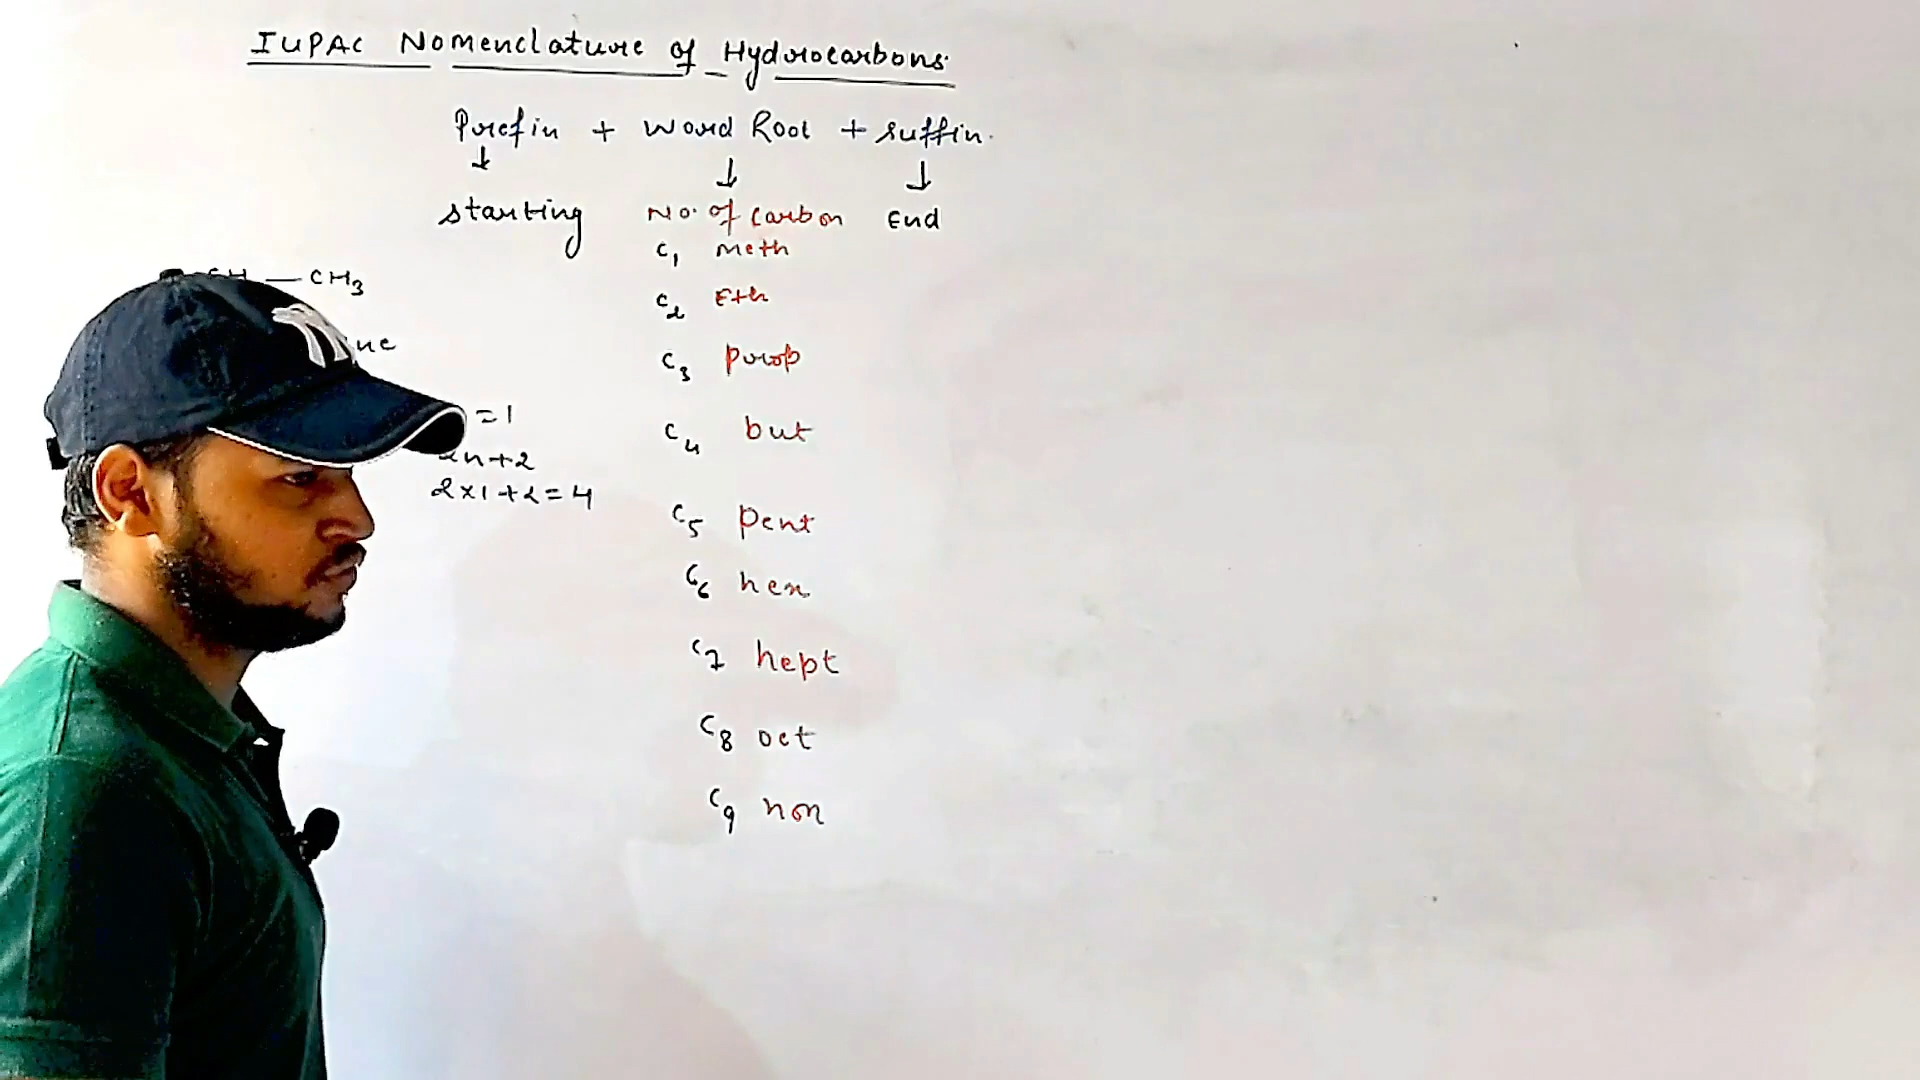 IUPAC Nomenclature of Hydrocarbons.
Prefix + Word Root + suffix.
↓ ↓ ↓
starting No. of carbon End
C1 Meth
CH3
C2 Eth
C3 prop
=1
C4 but
2n+2
2×1+2=4
C5 pent
C6 hex
C7 hept
C8 oct
C9 non